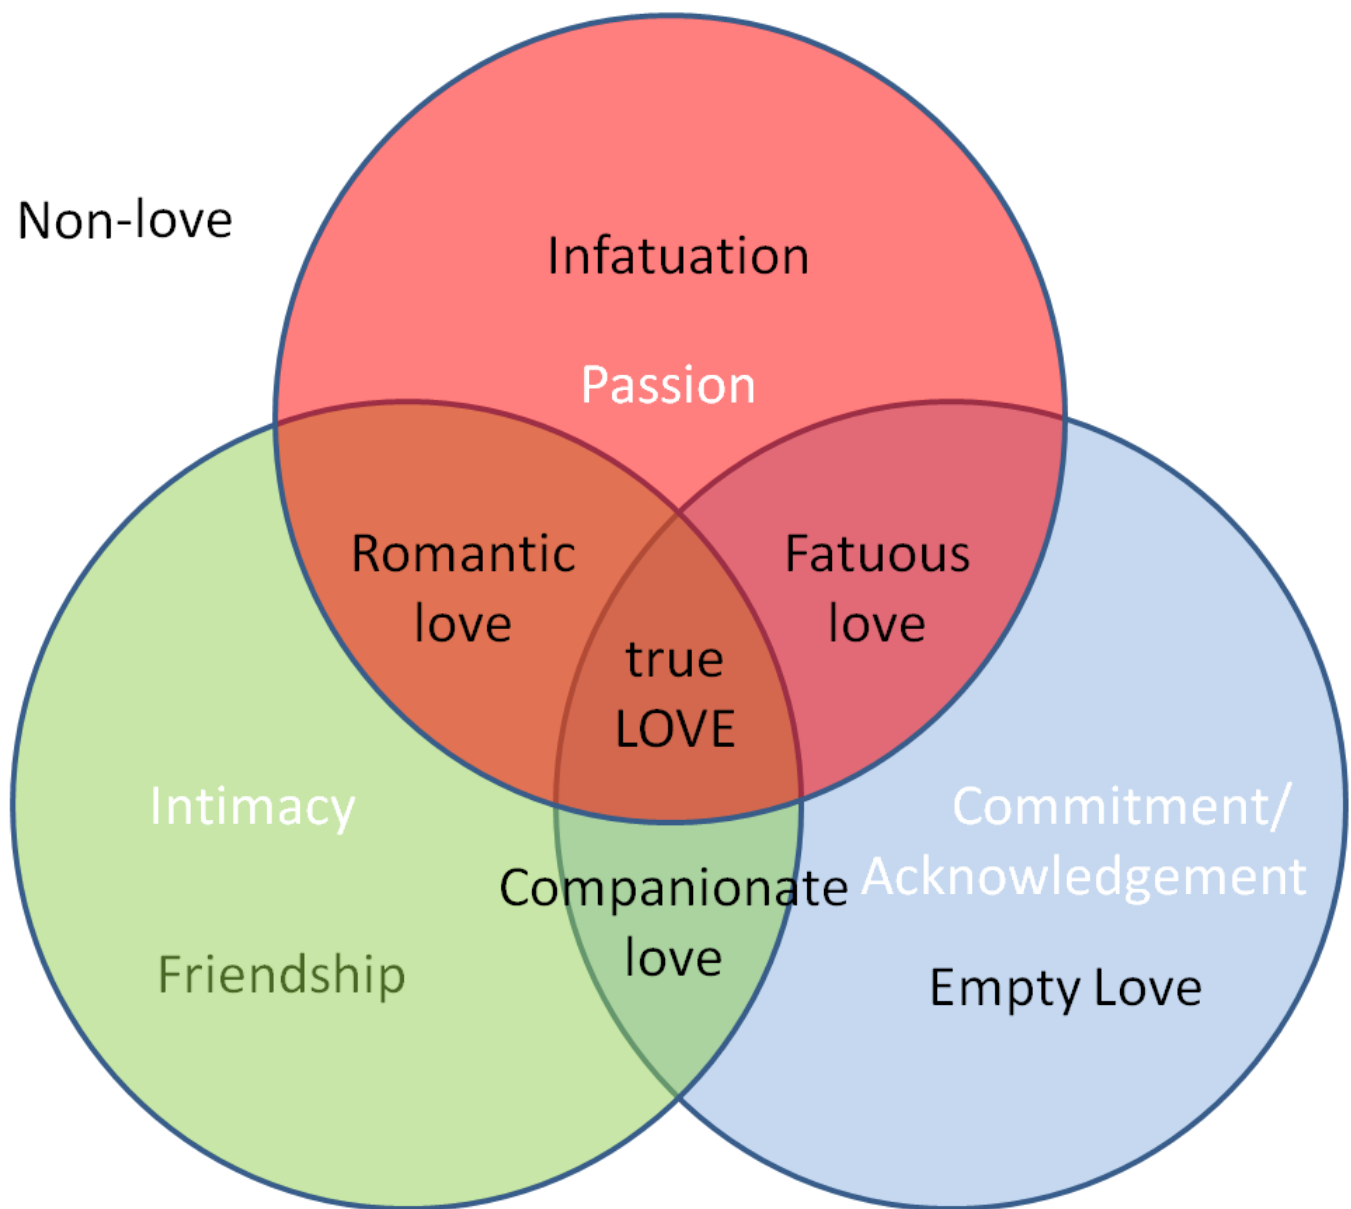 Non-love
Infatuation
Passion
Romantic
love
Fatuous
love
true
LOVE
Intimacy
Commitment/
Acknowledgement
Companionate
love
Friendship
Empty Love